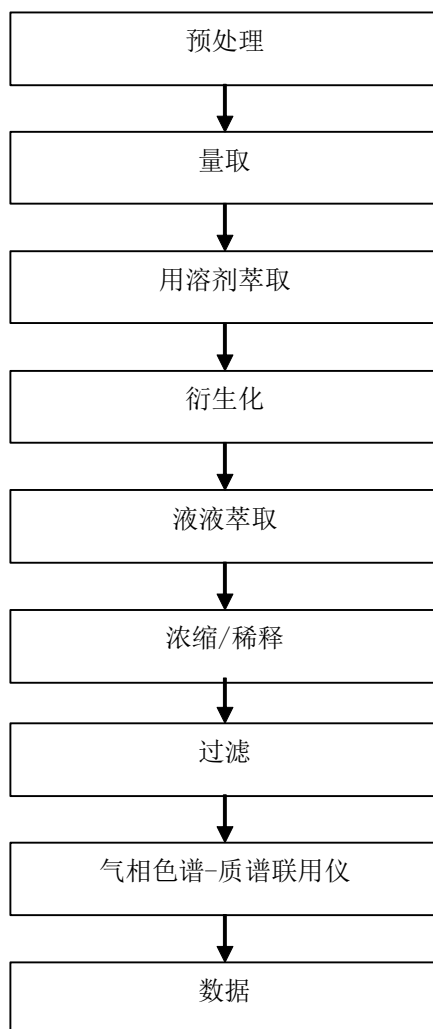 预处理
量取
用溶剂萃取
衍生化
液液萃取
浓缩/稀释
过滤
气相色谱-质谱联用仪
数据